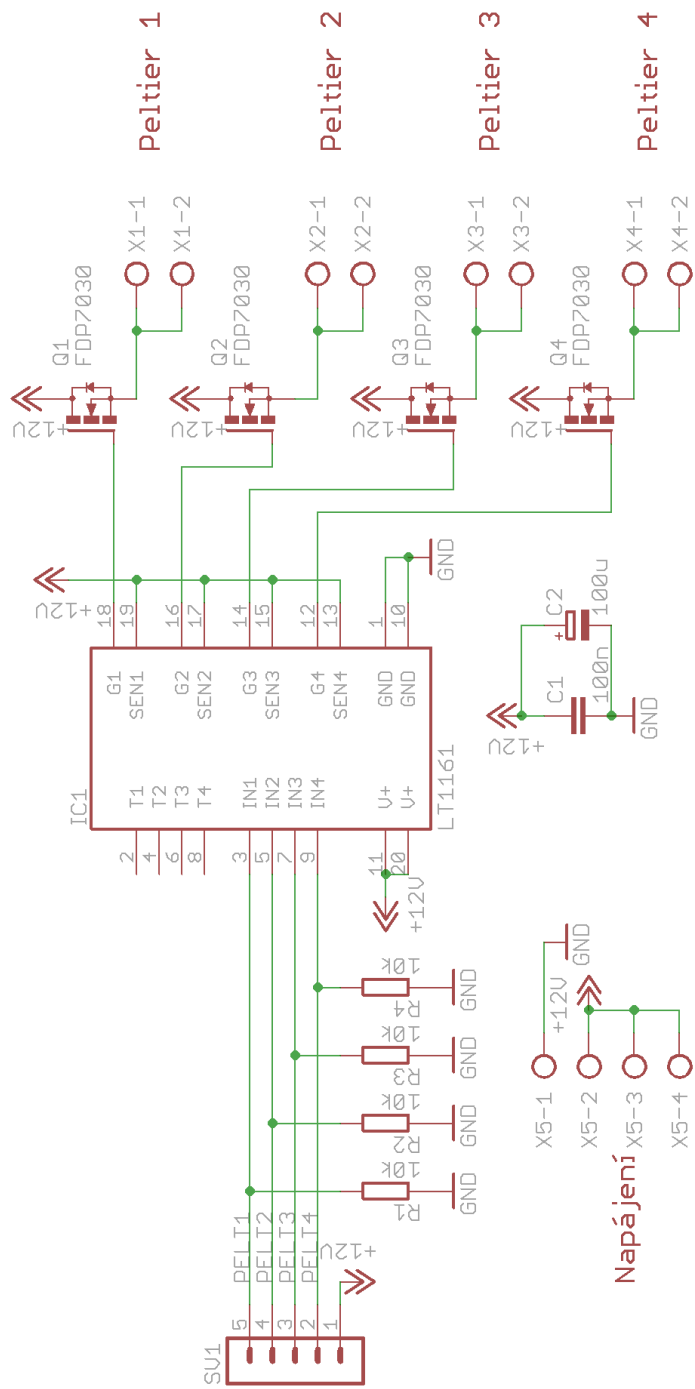 Peltier 1
Peltier 2
Peltier 3
Peltier 4
X1-1
X1-2
X2-1
X2-2
X3-1
X3-2
X4-1
X4-2
Q1
FDP7030
Q2
FDP7030
Q3
FDP7030
Q4
FDP7030
+12V
+12V
+12V
+12V
+12V
18
19
16
17
14
15
12
13
1
10
GND
G1
SEN1
G2
SEN2
G3
SEN3
G4
SEN4
GND
GND
IC1
T1
T2
T3
T4
IN1
IN2
IN3
IN4
V+
V+
LT1161
2
4
6
8
3
5
7
9
11
20
+12V
C2
100u
C1
100n
+12V
GND
R4
10k
GND
R3
10k
GND
R2
10k
GND
R1
10k
GND
PELT1
PELT2
PELT3
PELT4
+12V
SV1
5
4
3
2
1
GND
+12V
X5-1
X5-2
X5-3
X5-4
Napájení